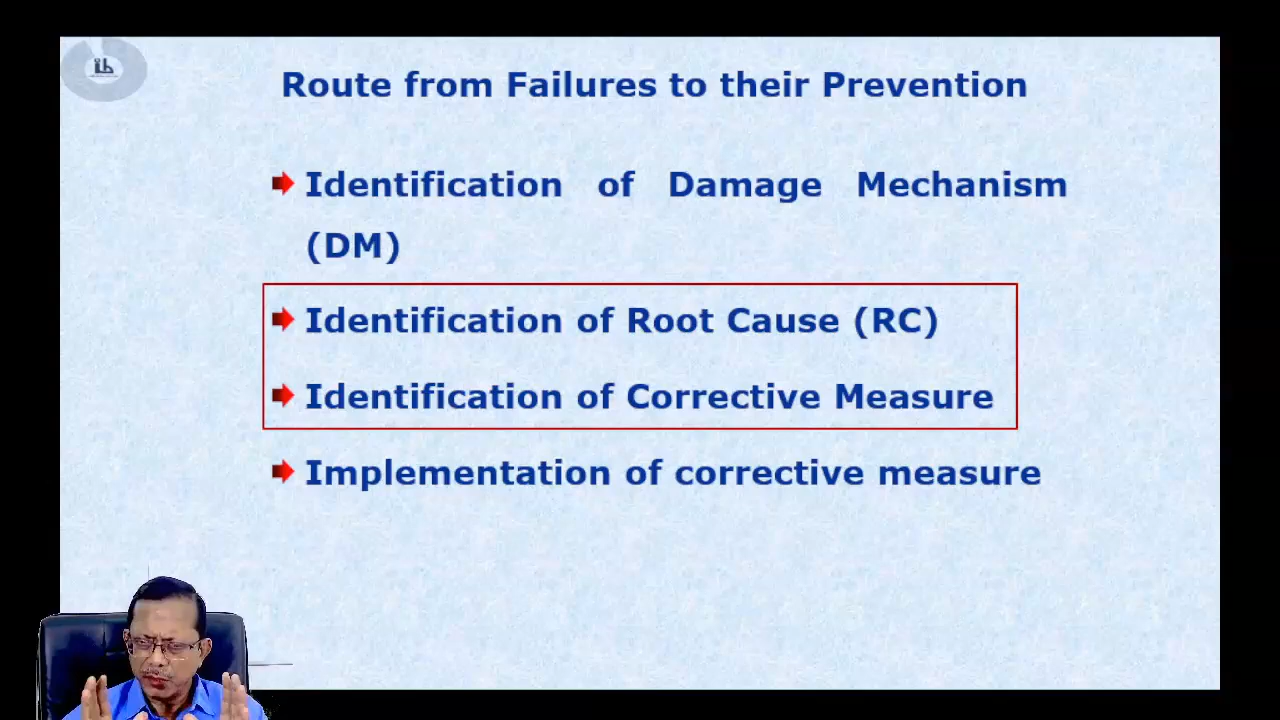 Route from Failures to their Prevention
Identification of Damage Mechanism
(DM)
Identification of Root Cause (RC)
Identification of Corrective Measure
Implementation of corrective measure